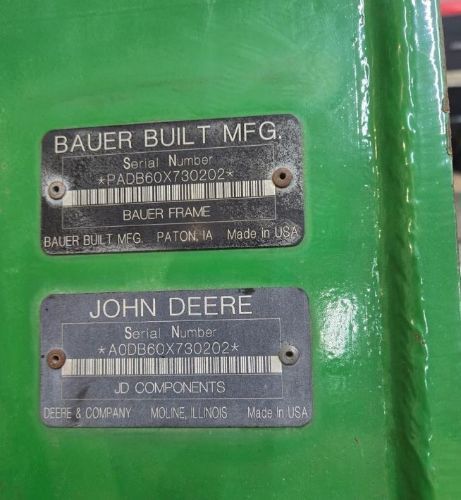 BAUER BUILT MFG.
Serial Number
*PADB60X730202*
BAUER FRAME
BAUER BUILT MFG. PATON, IA Made in USA
JOHN DEERE
Serial Number
*A0DB60X730202*
JD COMPONENTS
DEERE & COMPANY MOLINE, ILLINOIS Made in USA